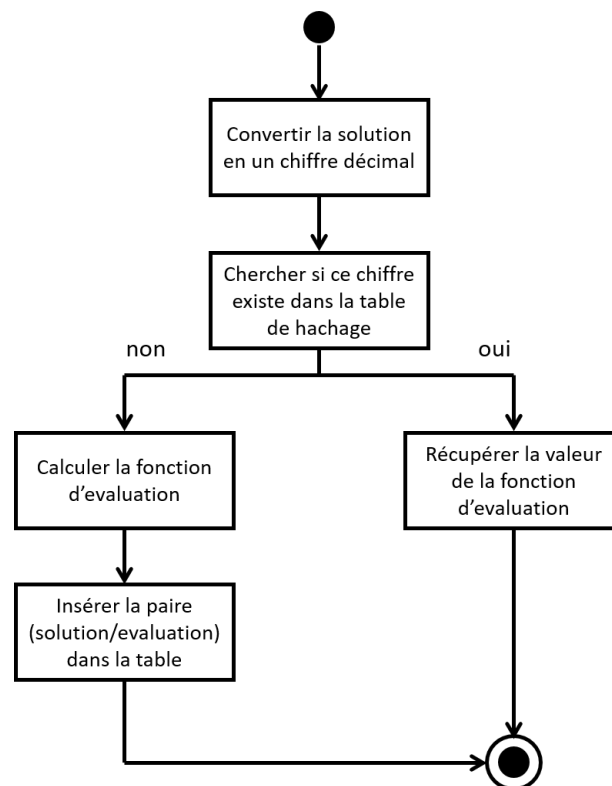 Convertir la solution
en un chiffre décimal
Chercher si ce chiffre
existe dans la table
de hachage
non
oui
Calculer la fonction
d’evaluation
Récupérer la valeur
de la fonction
d’evaluation
Insérer la paire
(solution/evaluation)
dans la table